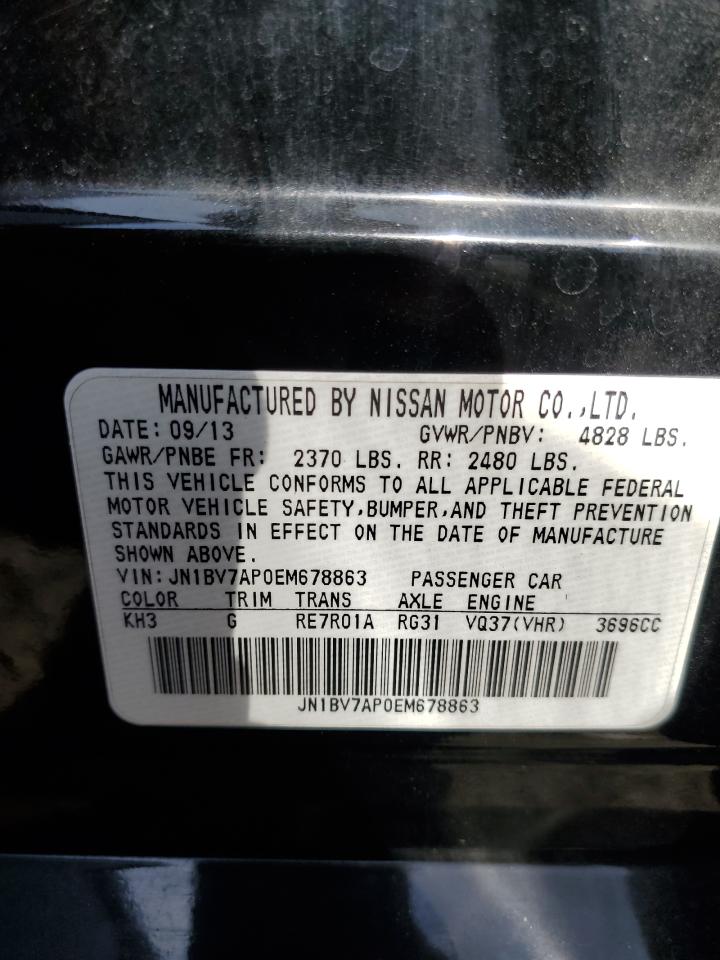 MANUFACTURED BY NISSAN MOTOR CO.,LTD.
DATE: 09/13 GVWR/PNBV: 4828 LBS.
GAWR/PNBE FR: 2370 LBS. RR: 2480 LBS.
THIS VEHICLE CONFORMS TO ALL APPLICABLE FEDERAL
MOTOR VEHICLE SAFETY,BUMPER,AND THEFT PREVENTION
STANDARDS IN EFFECT ON THE DATE OF MANUFACTURE
SHOWN ABOVE.
VIN: JN1BV7AP0EM678863 PASSENGER CAR
COLOR TRIM TRANS AXLE ENGINE
KH3 G RE7R01A RG31 VQ37(VHR) 3696CC
JN1BV7AP0EM678863